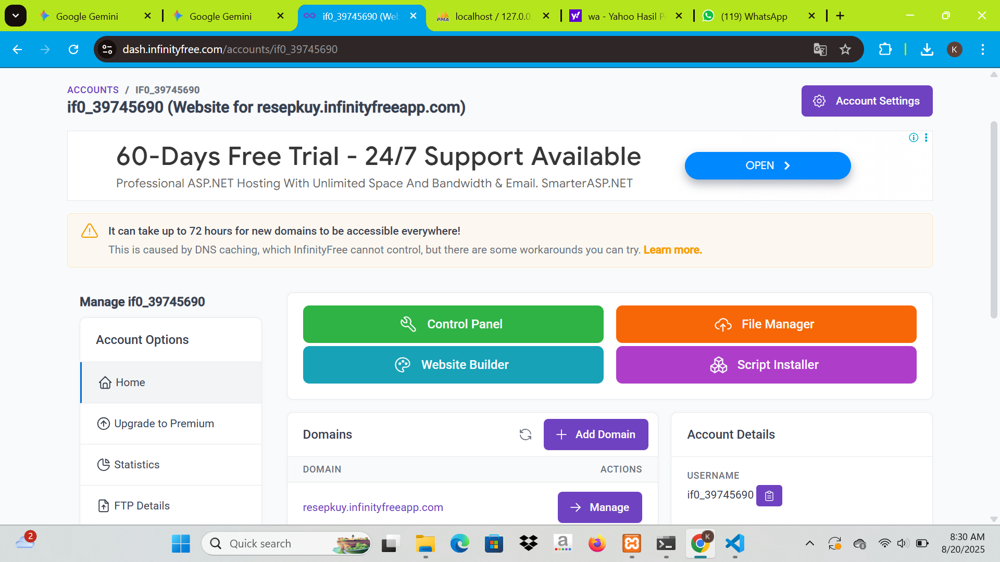 Google Gemini
Google Gemini
if0_39745690 (Web
localhost / 127.0.0.
wa - Yahoo Hasil P
(119) WhatsApp
dash.infinityfree.com/accounts/if0_39745690
K
ACCOUNTS / IF0_39745690
if0_39745690 (Website for resepkuy.infinityfreeapp.com)
Account Settings
60-Days Free Trial - 24/7 Support Available
Professional ASP.NET Hosting With Unlimited Space And Bandwidth & Email. SmarterASP.NET
OPEN
It can take up to 72 hours for new domains to be accessible everywhere!
This is caused by DNS caching, which InfinityFree cannot control, but there are some workarounds you can try. Learn more.
Manage if0_39745690
Account Options
Home
Upgrade to Premium
Statistics
FTP Details
Control Panel
File Manager
Website Builder
Script Installer
Domains
Add Domain
DOMAIN ACTIONS
resepkuy.infinityfreeapp.com
Manage
Account Details
USERNAME
if0_39745690
2
Quick search
a
K
8:30 AM
8/20/2025